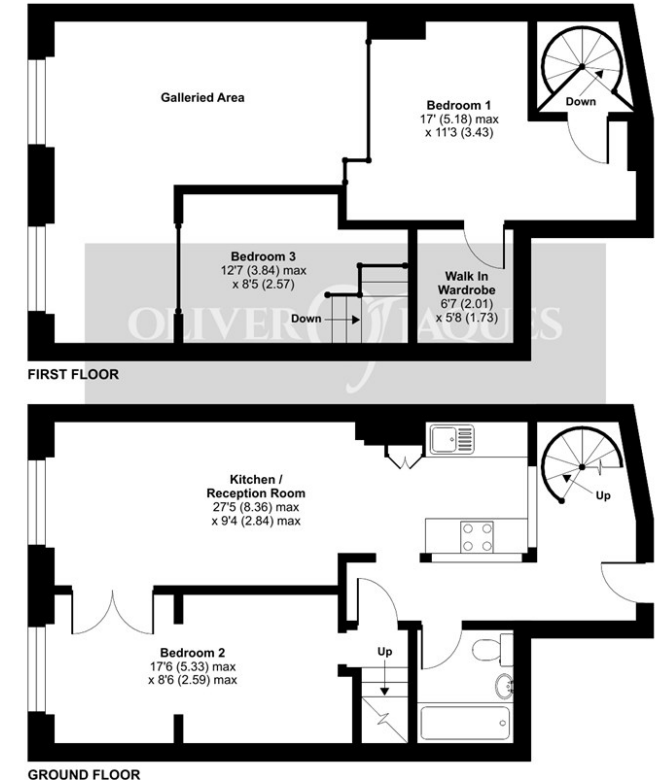 Galleried Area
Bedroom 1
17' (5.18) max
x 11'3 (3.43)
Down
Bedroom 3
12'7 (3.84) max
x 8'5 (2.57)
Down
Walk In
Wardrobe
6'7 (2.01)
x 5'8 (1.73)
OLIVER JAQUES
FIRST FLOOR
Kitchen /
Reception Room
27'5 (8.36) max
x 9'4 (2.84) max
Up
Bedroom 2
17'6 (5.33) max
x 8'6 (2.59) max
Up
GROUND FLOOR